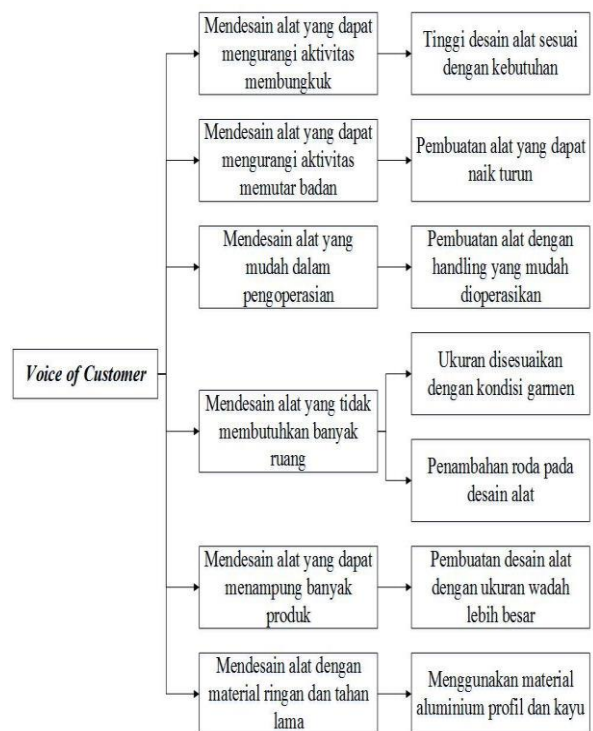 Mendesain alat yang dapat
mengurangi aktivitas
membungkuk
Tinggi desain alat sesuai
dengan kebutuhan
Mendesain alat yang dapat
mengurangi aktivitas
memutar badan
Pembuatan alat yang dapat
naik turun
Mendesain alat yang
mudah dalam
pengoperasian
Pembuatan alat dengan
handling yang mudah
dioperasikan
Voice of Customer
Mendesain alat yang tidak
membutuhkan banyak
ruang
Ukuran disesuaikan
dengan kondisi garmen
Penambahan roda pada
desain alat
Mendesain alat yang dapat
menampung banyak
produk
Pembuatan desain alat
dengan ukuran wadah
lebih besar
Mendesain alat dengan
material ringan dan tahan
lama
Menggunakan material
aluminium profil dan kayu